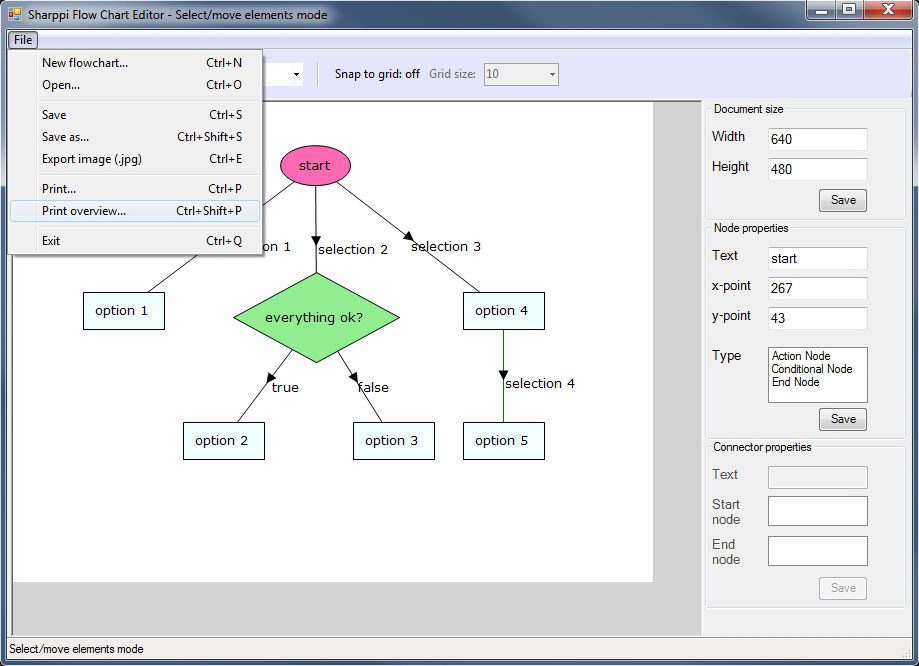 Sharppi Flow Chart Editor - Select/move elements mode
File
New flowchart... Ctrl+N
Open... Ctrl+O
Save Ctrl+S
Save as... Ctrl+Shift+S
Export image (.jpg) Ctrl+E
Print... Ctrl+P
Print overview... Ctrl+Shift+P
Exit Ctrl+Q
Snap to grid: off Grid size: 10
start
on 1
selection 2
selection 3
option 1
everything ok?
option 4
true
false
selection 4
option 2
option 3
option 5
Document size
Width 640
Height 480
Save
Node properties
Text start
x-point 267
y-point 43
Type
Action Node
Conditional Node
End Node
Save
Connector properties
Text
Start
node
End
node
Save
Select/move elements mode